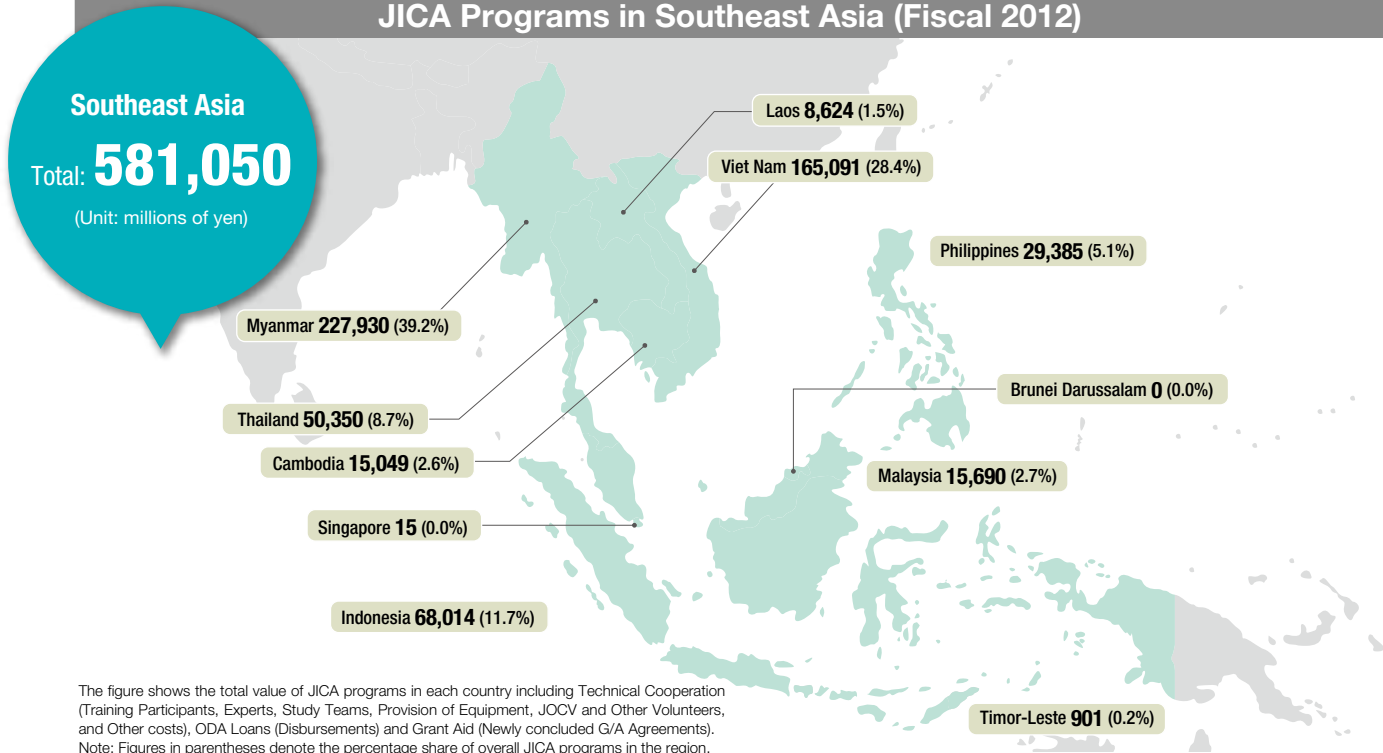 JICA Programs in Southeast Asia (Fiscal 2012)
Southeast Asia
Total: 581,050
(Unit: millions of yen)
Laos 8,624 (1.5%)
Viet Nam 165,091 (28.4%)
Philippines 29,385 (5.1%)
Myanmar 227,930 (39.2%)
Brunei Darussalam 0 (0.0%)
Thailand 50,350 (8.7%)
Cambodia 15,049 (2.6%)
Malaysia 15,690 (2.7%)
Singapore 15 (0.0%)
Indonesia 68,014 (11.7%)
Timor-Leste 901 (0.2%)
The figure shows the total value of JICA programs in each country including Technical Cooperation
(Training Participants, Experts, Study Teams, Provision of Equipment, JOCV and Other Volunteers,
and Other costs), ODA Loans (Disbursements) and Grant Aid (Newly concluded G/A Agreements).
Note: Figures in parentheses denote the percentage share of overall JICA programs in the region.